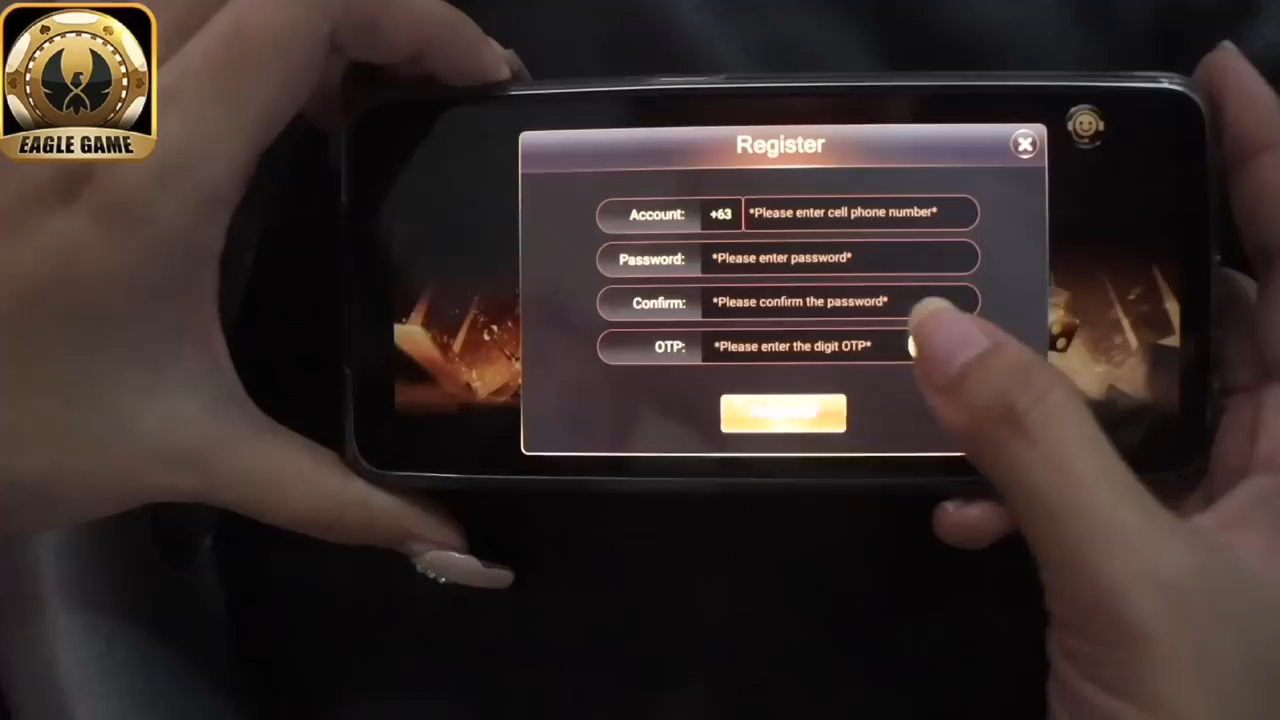 EAGLE GAME
Register
Account: +63 *Please enter cell phone number*
Password: *Please enter password*
Confirm: *Please confirm the password*
OTP: *Please enter the digit OTP*